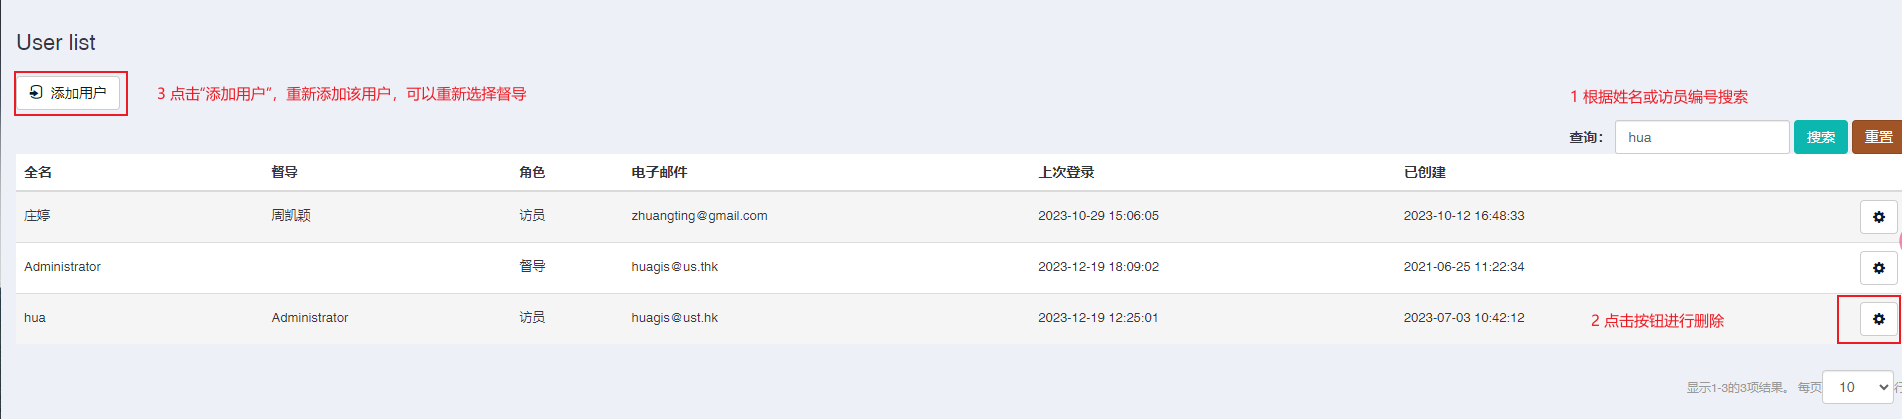 User list
添加用户
3 点击“添加用户”，重新添加该用户，可以重新选择督导
1 根据姓名或访员编号搜索
查询： hua 搜索 重置
全名 督导 角色 电子邮件 上次登录 已创建
庄婷 周凯颖 访员 zhuangting@gmail.com 2023-10-29 15:06:05 2023-10-12 16:48:33
Administrator 督导 huagis@us.thk 2023-12-19 18:09:02 2021-06-25 11:22:34
hua Administrator 访员 huagis@ust.hk 2023-12-19 12:25:01 2023-07-03 10:42:12
2 点击按钮进行删除
显示1-3的3项结果。 每页 10 行